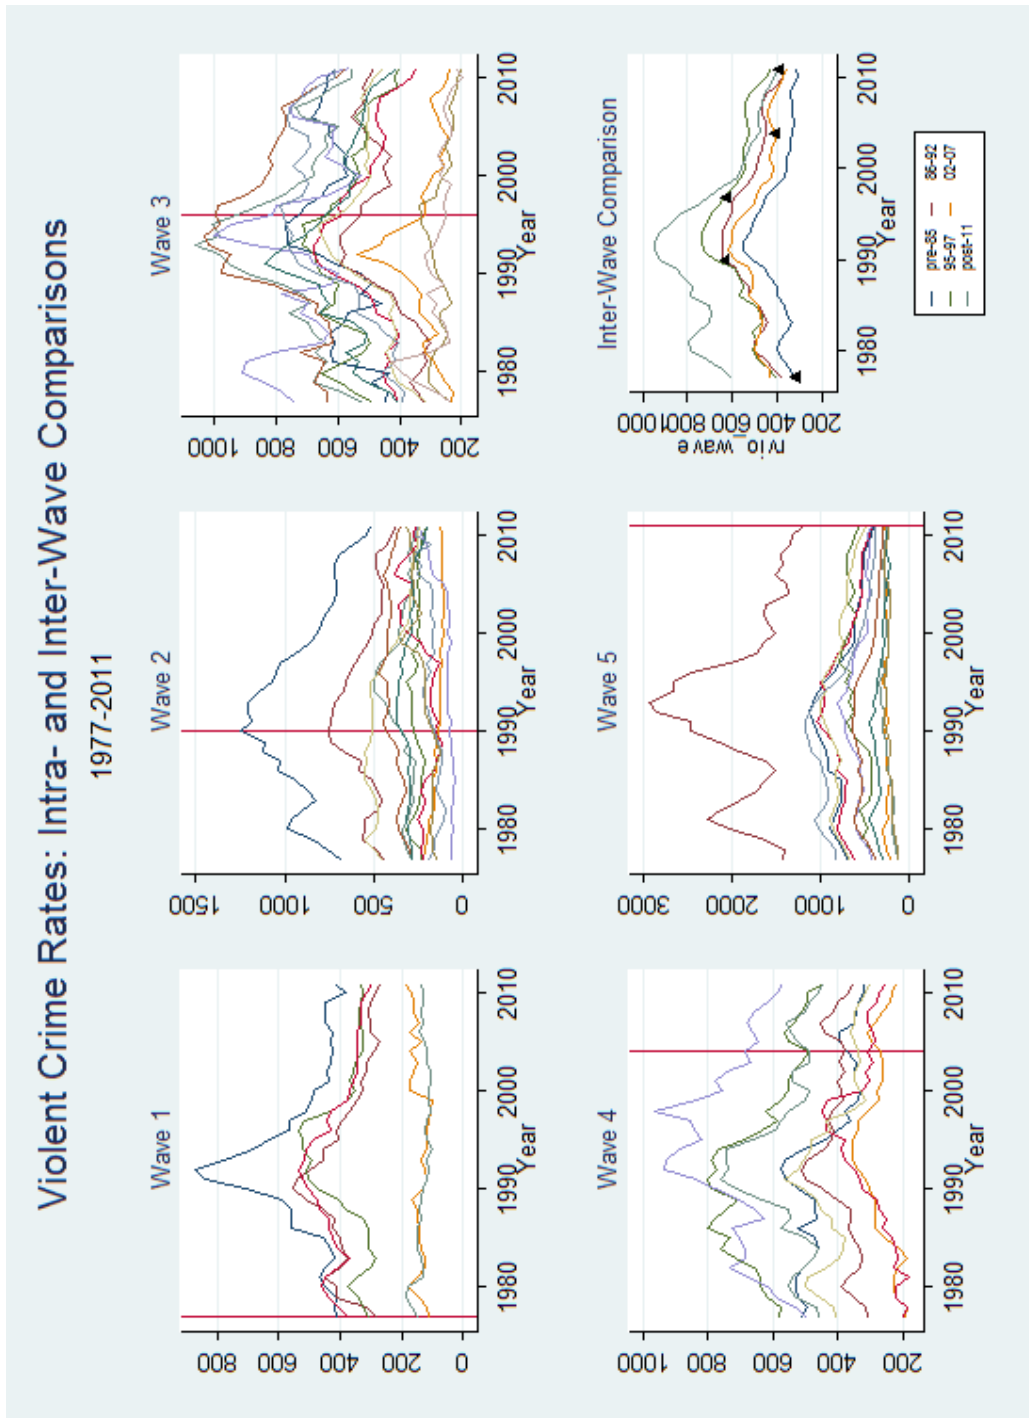 Violent Crime Rates: Intra- and Inter-Wave Comparisons
1977-2011
Wave 1
800
600
400
200
0
1980 1990 2000 2010
Year
Wave 2
1500
1000
500
0
1980 1990 2000 2010
Year
Wave 3
1000
800
600
400
200
1980 1990 2000 2010
Year
Wave 4
1000
800
600
400
200
1980 1990 2000 2010
Year
Wave 5
3000
2000
1000
0
1980 1990 2000 2010
Year
Inter-Wave Comparison
rvio_wave
1000
800
600
400
200
1980 1990 2000 2010
Year
pre-85 86-92
95-97 02-07
post-11